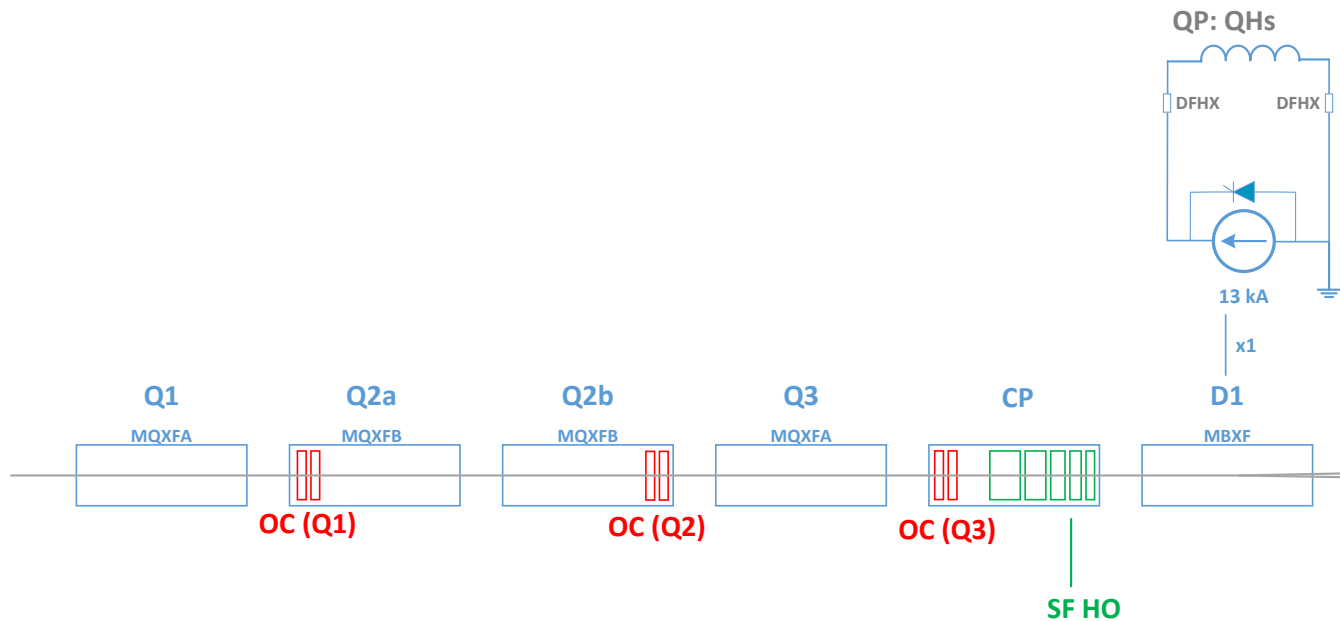 QP: QHs
DFHX DFHX
13 kA
x1
Q1 Q2a Q2b Q3 CP D1
MQXFA MQXFB MQXFB MQXFA MBXF
OC (Q1) OC (Q2) OC (Q3)
SF HO